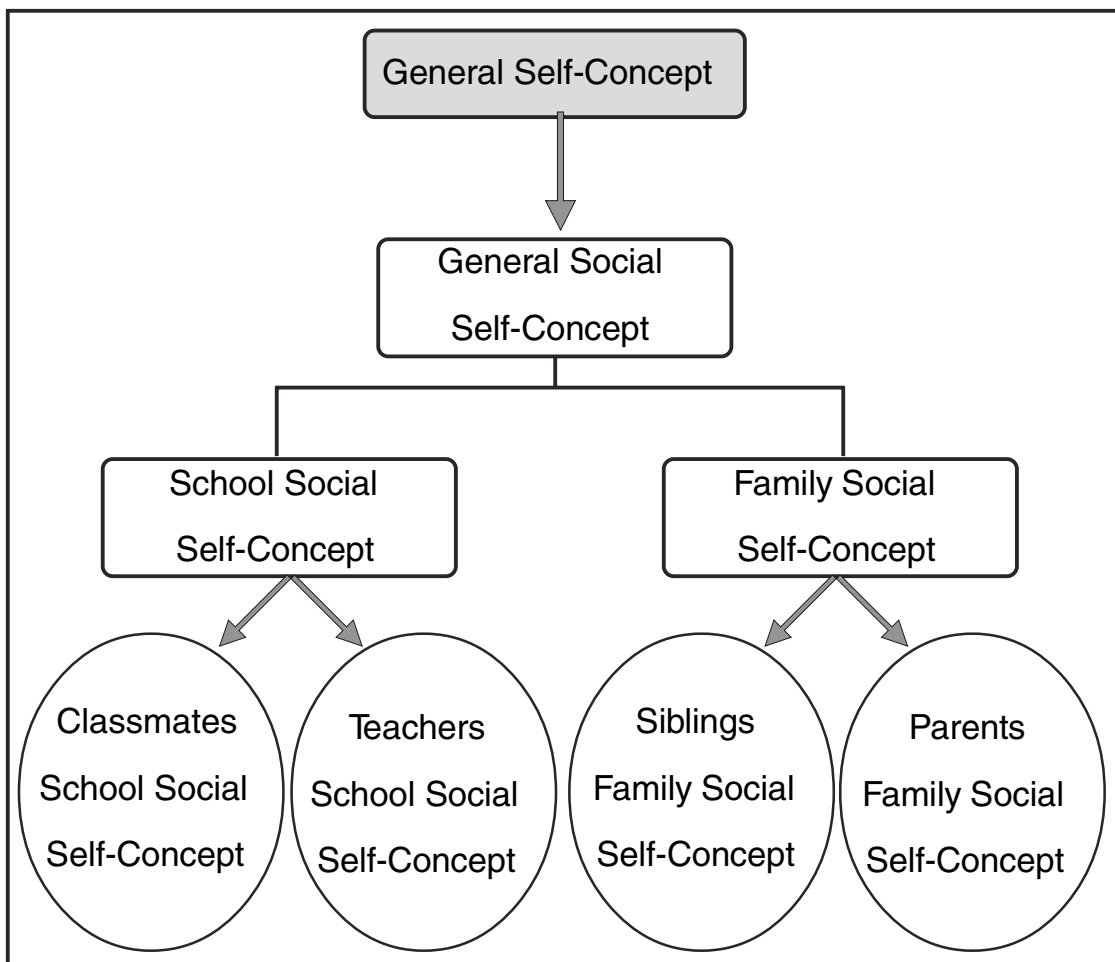 General Self-Concept
General Social
Self-Concept
School Social
Self-Concept
Family Social
Self-Concept
Classmates
School Social
Self-Concept
Teachers
School Social
Self-Concept
Siblings
Family Social
Self-Concept
Parents
Family Social
Self-Concept